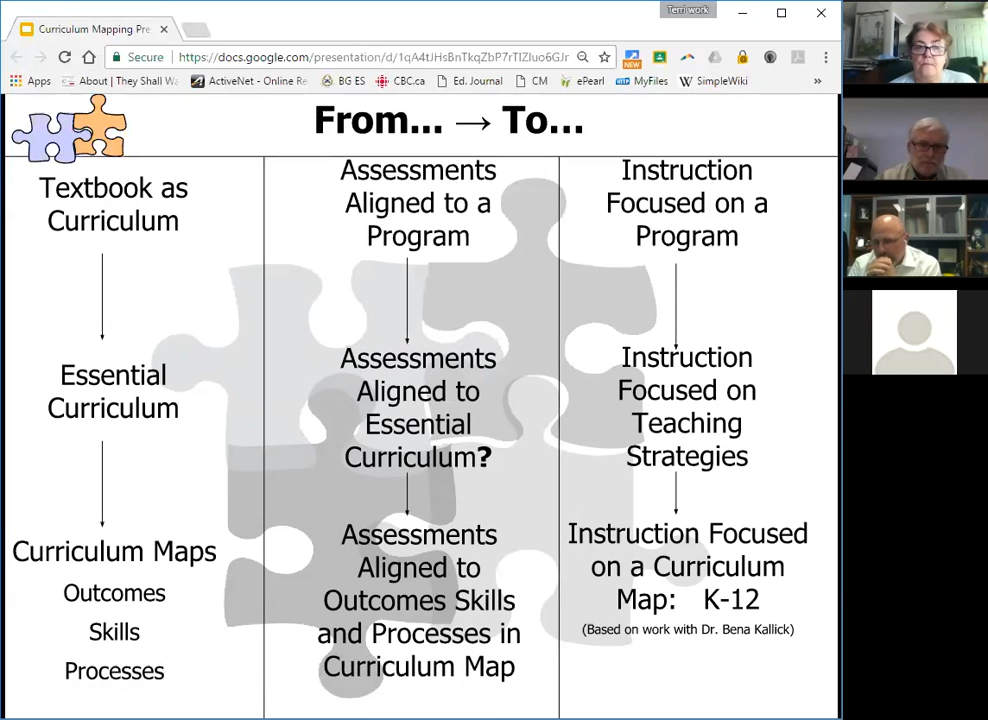 Terri work
Curriculum Mapping Pre
Secure
https://docs.google.com/presentation/d/1qA4tJHsBnTkqZbP7rTIZluo6GJr
NEW
Apps
About | They Shall Wa
ActiveNet - Online Re
BG ES
CBC.ca
Ed. Journal
CM
ePearl
MyFiles
SimpleWiki
»
From... → To...
Textbook as
Curriculum
Essential
Curriculum
Curriculum Maps
Outcomes
Skills
Processes
Assessments
Aligned to a
Program
Assessments
Aligned to
Essential
Curriculum?
Assessments
Aligned to
Outcomes Skills
and Processes in
Curriculum Map
Instruction
Focused on a
Program
Instruction
Focused on
Teaching
Strategies
Instruction Focused
on a Curriculum
Map: K-12
(Based on work with Dr. Bena Kallick)